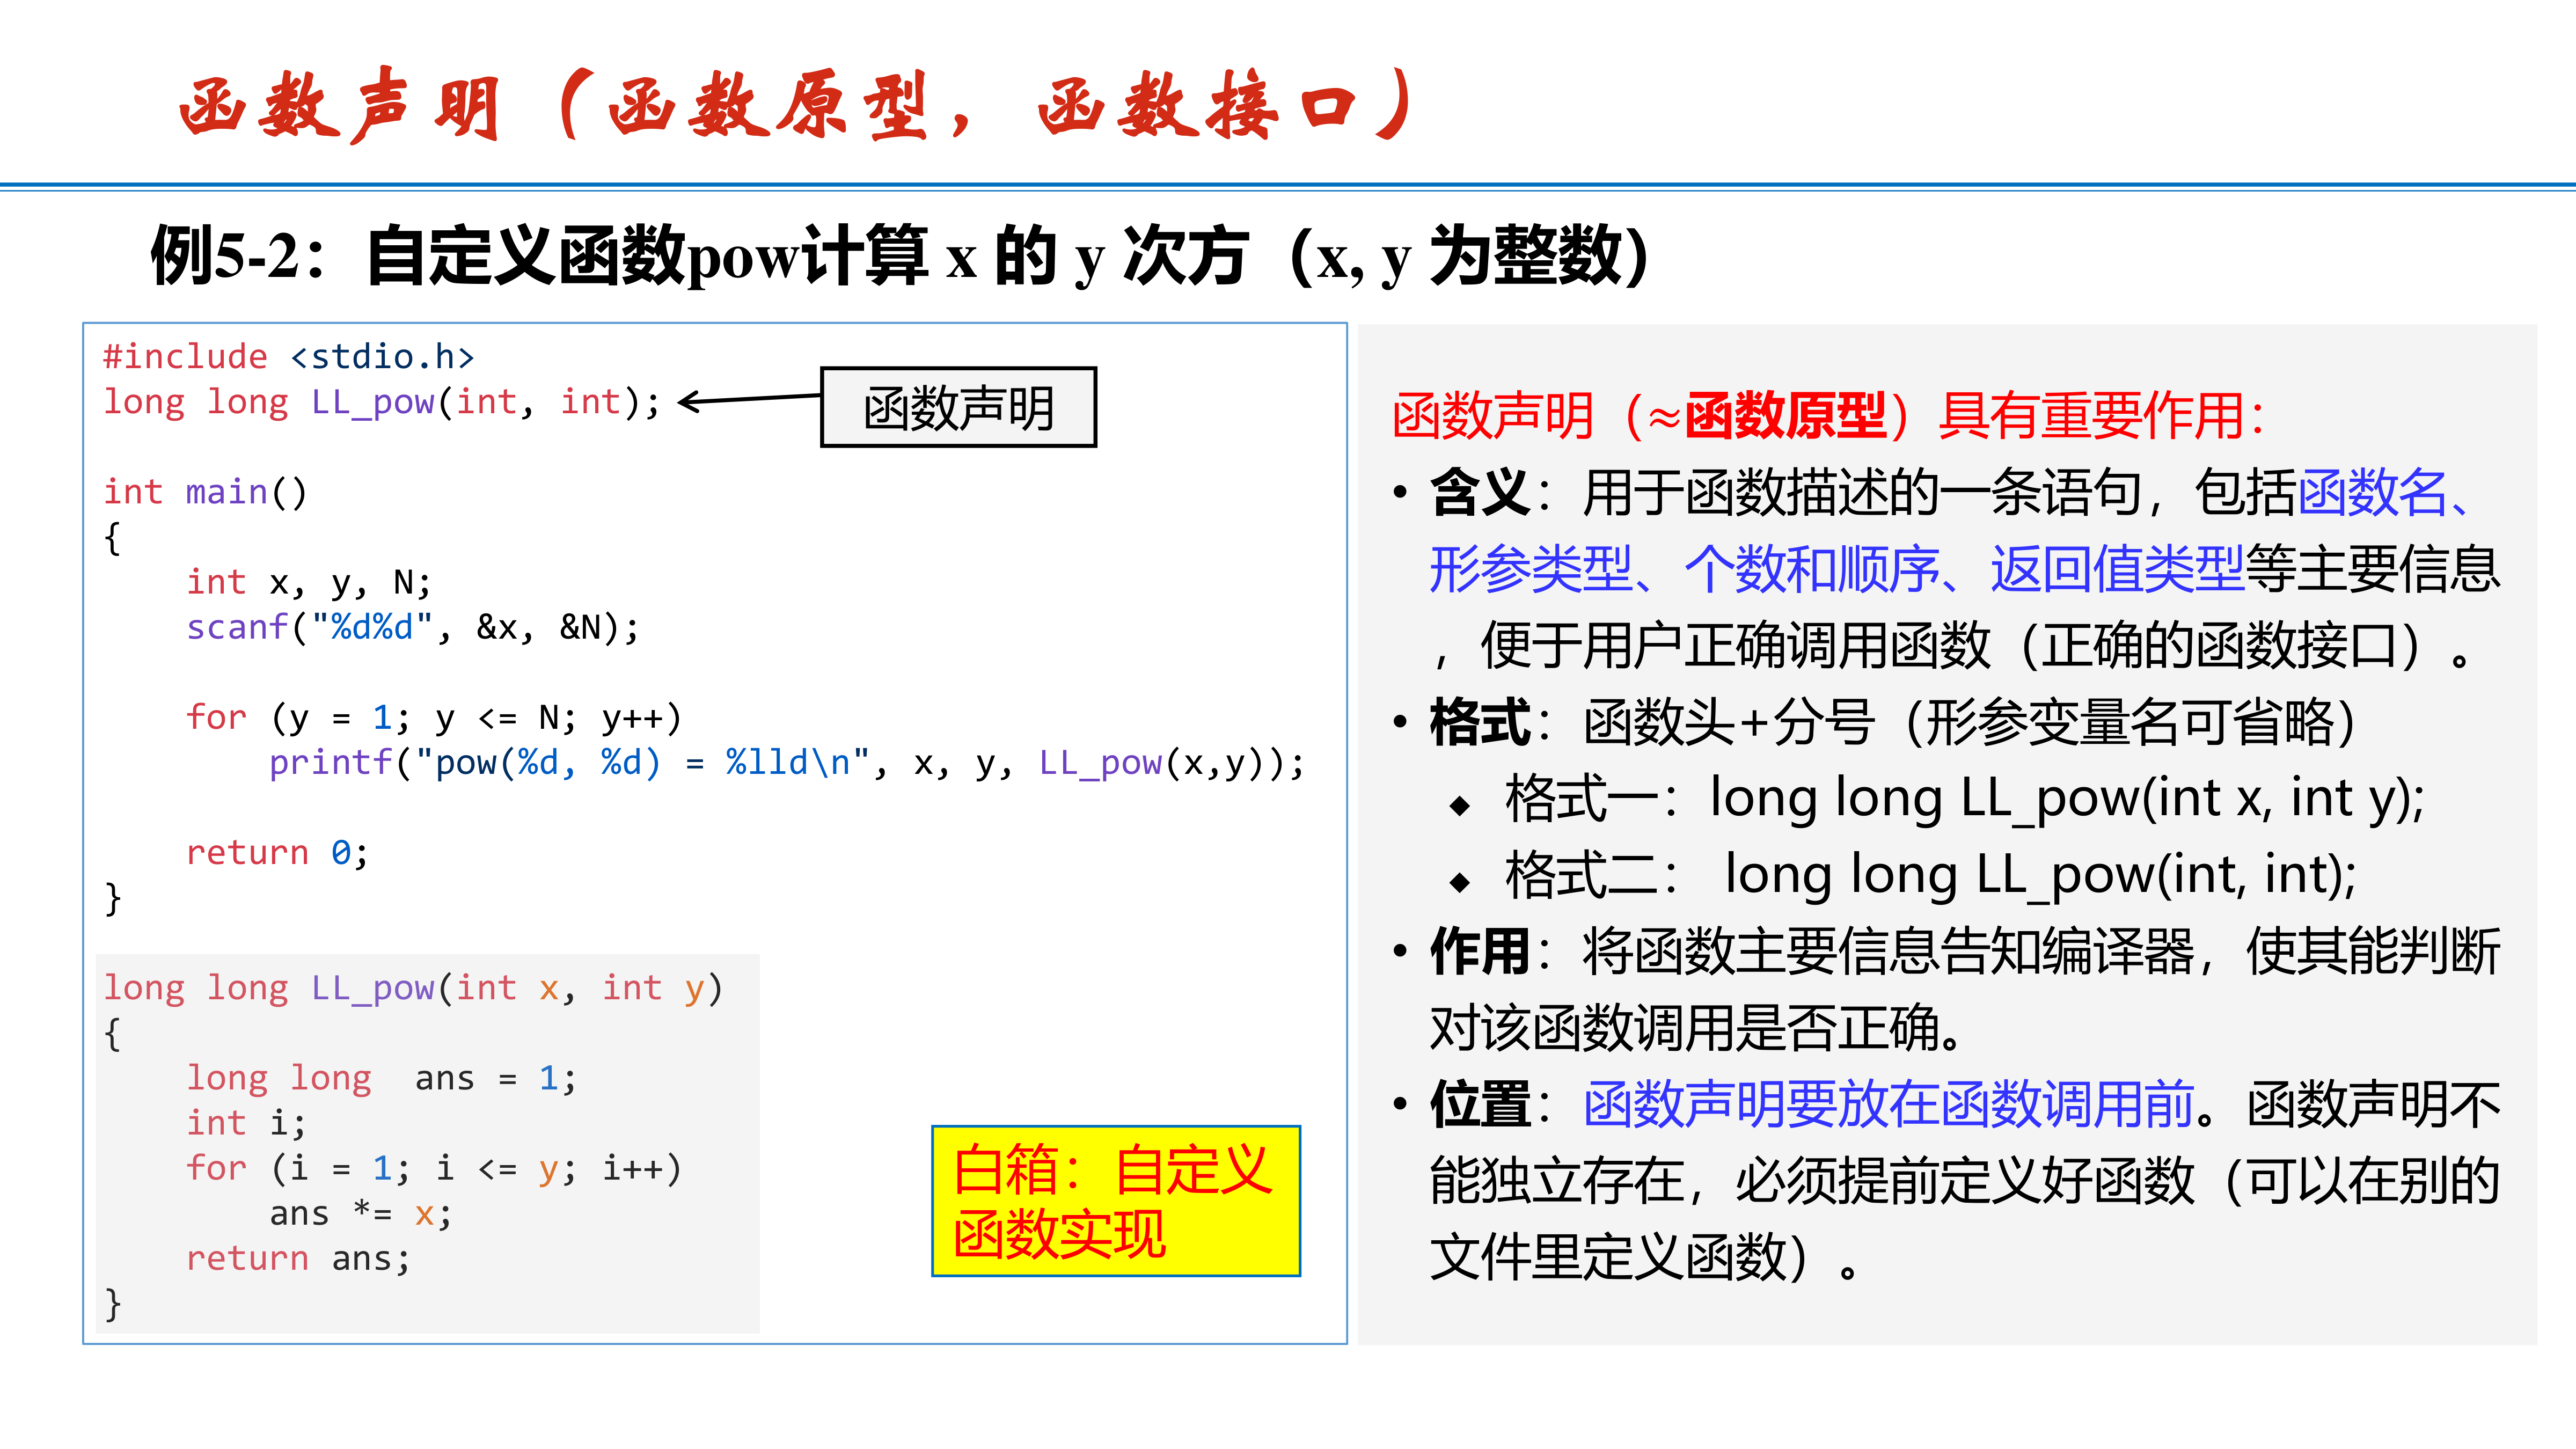 函数声明（函数原型，函数接口）
例5-2：自定义函数pow计算 x 的 y 次方（x, y 为整数）
#include <stdio.h>
long long LL_pow(int, int);
函数声明
int main()
{
    int x, y, N;
    scanf("%d%d", &x, &N);
    for (y = 1; y <= N; y++)
        printf("pow(%d, %d) = %lld\n", x, y, LL_pow(x,y));
    return 0;
}
long long LL_pow(int x, int y)
{
    long long  ans = 1;
    int i;
    for (i = 1; i <= y; i++)
        ans *= x;
    return ans;
}
白箱：自定义
函数实现
函数声明（≈函数原型）具有重要作用：
• 含义：用于函数描述的一条语句，包括函数名、
形参类型、个数和顺序、返回值类型等主要信息
，便于用户正确调用函数（正确的函数接口）。
• 格式：函数头+分号（形参变量名可省略）
◆ 格式一：long long LL_pow(int x, int y);
◆ 格式二： long long LL_pow(int, int);
• 作用：将函数主要信息告知编译器，使其能判断
对该函数调用是否正确。
• 位置：函数声明要放在函数调用前。函数声明不
能独立存在，必须提前定义好函数（可以在别的
文件里定义函数）。